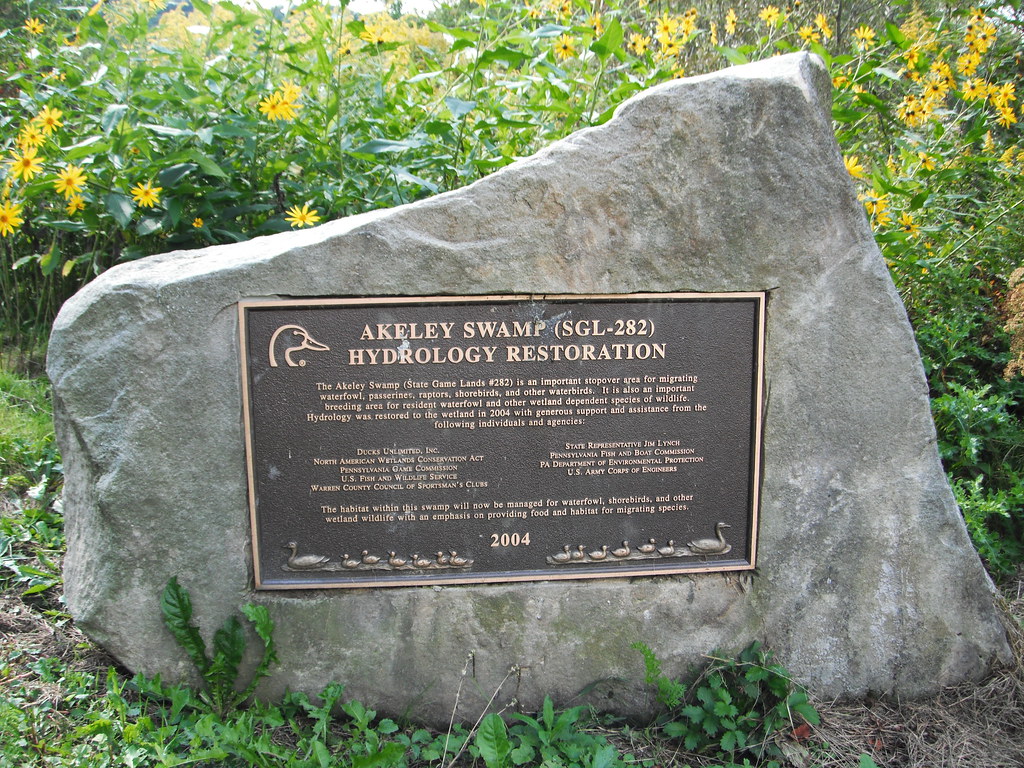 AKELEY SWAMP (SGL-282)
HYDROLOGY RESTORATION
The Akeley Swamp (State Game Lands #282) is an important stopover area for migrating
waterfowl, passerines, raptors, shorebirds, and other waterbirds. It is also an important
breeding area for resident waterfowl and other wetland dependent species of wildlife.
Hydrology was restored to the wetland in 2004 with generous support and assistance from the
following individuals and agencies:
DUCKS UNLIMITED, INC.
NORTH AMERICAN WETLANDS CONSERVATION ACT
PENNSYLVANIA GAME COMMISSION
U.S. FISH AND WILDLIFE SERVICE
WARREN COUNTY COUNCIL OF SPORTSMAN'S CLUBS
STATE REPRESENTATIVE JIM LYNCH
PENNSYLVANIA FISH AND BOAT COMMISSION
PA DEPARTMENT OF ENVIRONMENTAL PROTECTION
U.S. ARMY CORPS OF ENGINEERS
The habitat within this swamp will now be managed for waterfowl, shorebirds, and other
wetland wildlife with an emphasis on providing food and habitat for migrating species.
2004